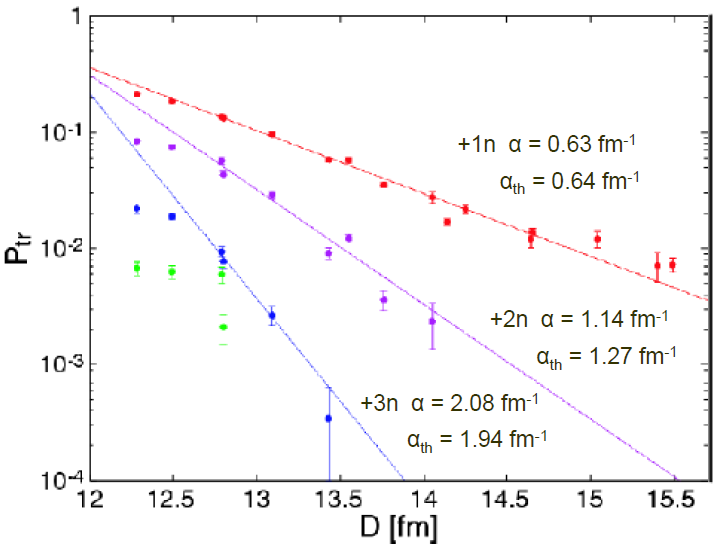 1
10⁻¹
10⁻²
10⁻³
10⁻⁴
Pₜᵣ
+1n α = 0.63 fm⁻¹
αₜₕ = 0.64 fm⁻¹
+2n α = 1.14 fm⁻¹
αₜₕ = 1.27 fm⁻¹
+3n α = 2.08 fm⁻¹
αₜₕ = 1.94 fm⁻¹
12 12.5 13 13.5 14 14.5 15 15.5
D [fm]